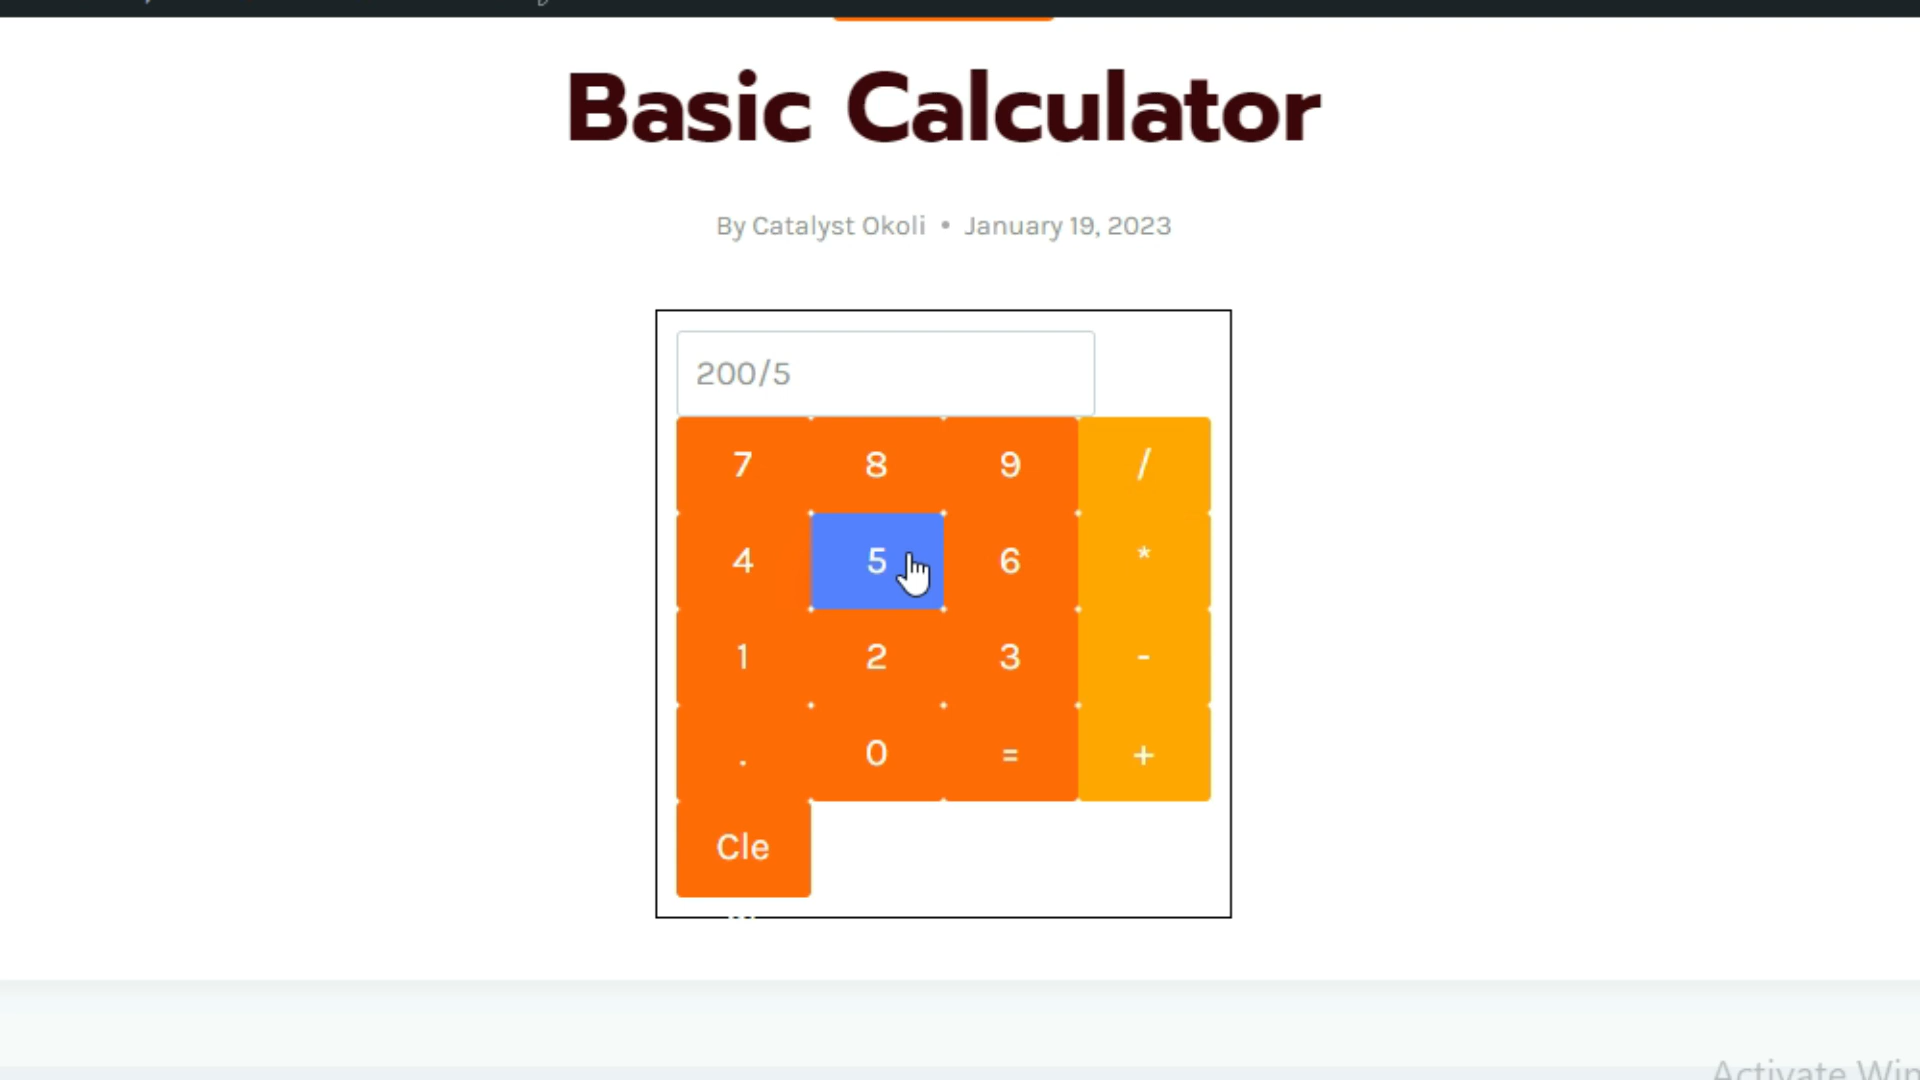 Basic Calculator
By Catalyst Okoli • January 19, 2023
200/5
7 8 9 /
4 5 6 *
1 2 3 -
. 0 = +
Cle
Activate